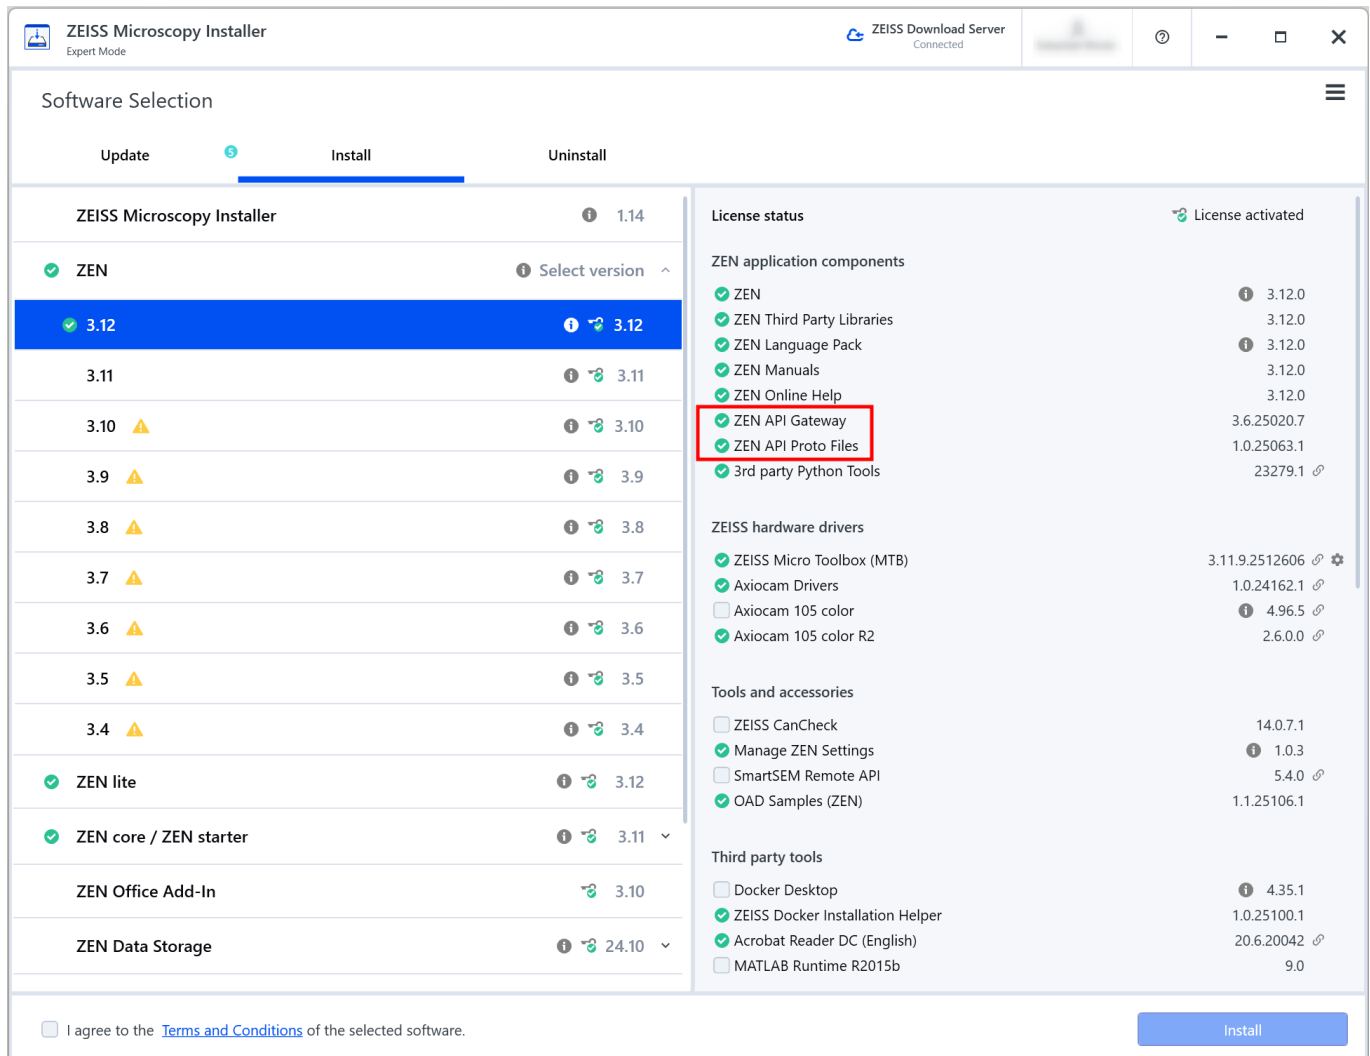 ZEISS Microscopy Installer
Expert Mode
ZEISS Download Server
Connected
Software Selection
Update 5 Install Uninstall
ZEISS Microscopy Installer 1.14
ZEN Select version
3.12 3.12
3.11 3.11
3.10 3.10
3.9 3.9
3.8 3.8
3.7 3.7
3.6 3.6
3.5 3.5
3.4 3.4
ZEN lite 3.12
ZEN core / ZEN starter 3.11
ZEN Office Add-In 3.10
ZEN Data Storage 24.10
License status License activated
ZEN application components
ZEN 3.12.0
ZEN Third Party Libraries 3.12.0
ZEN Language Pack 3.12.0
ZEN Manuals 3.12.0
ZEN Online Help 3.12.0
ZEN API Gateway 3.6.25020.7
ZEN API Proto Files 1.0.25063.1
3rd party Python Tools 23279.1
ZEISS hardware drivers
ZEISS Micro Toolbox (MTB) 3.11.9.2512606
Axiocam Drivers 1.0.24162.1
Axiocam 105 color 4.96.5
Axiocam 105 color R2 2.6.0.0
Tools and accessories
ZEISS CanCheck 14.0.7.1
Manage ZEN Settings 1.0.3
SmartSEM Remote API 5.4.0
OAD Samples (ZEN) 1.1.25106.1
Third party tools
Docker Desktop 4.35.1
ZEISS Docker Installation Helper 1.0.25100.1
Acrobat Reader DC (English) 20.6.20042
MATLAB Runtime R2015b 9.0
I agree to the Terms and Conditions of the selected software.
Install